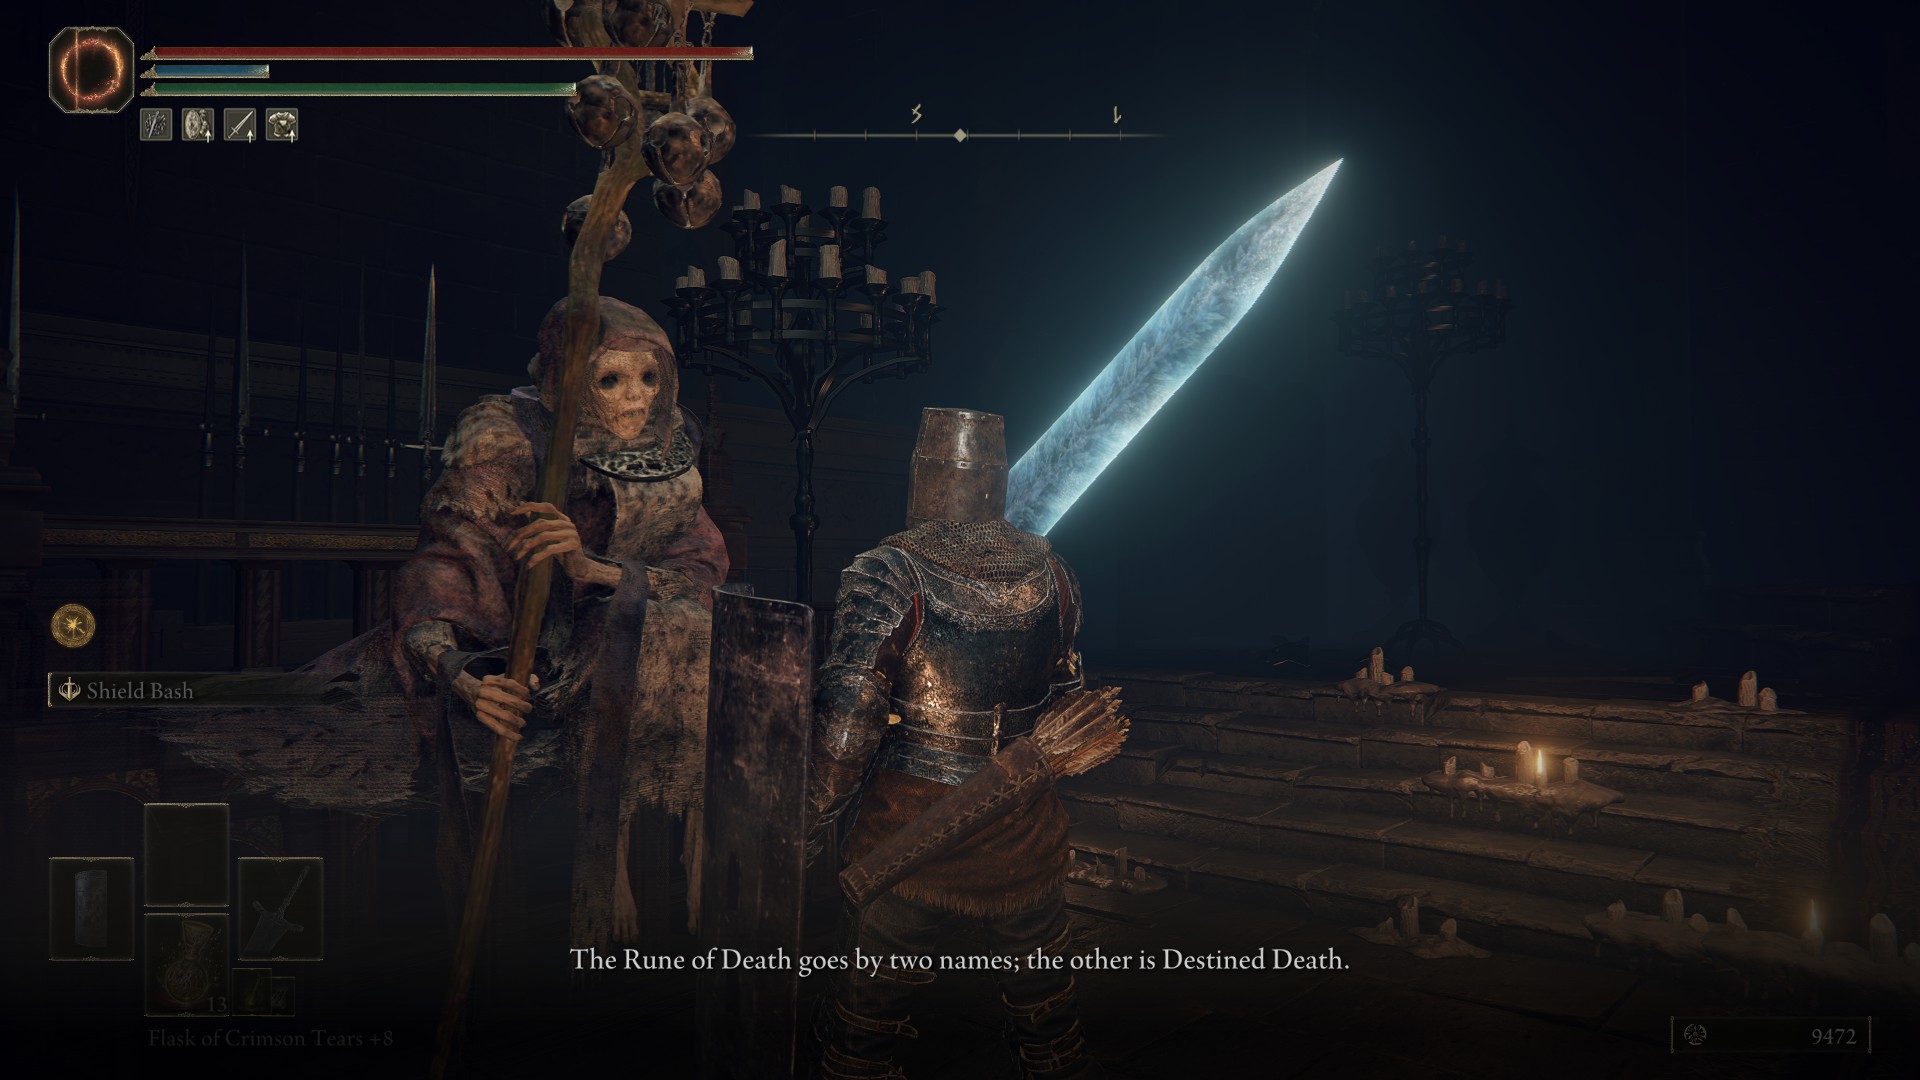 Shield Bash
The Rune of Death goes by two names; the other is Destined Death.
13
Flask of Crimson Tears +8
9472